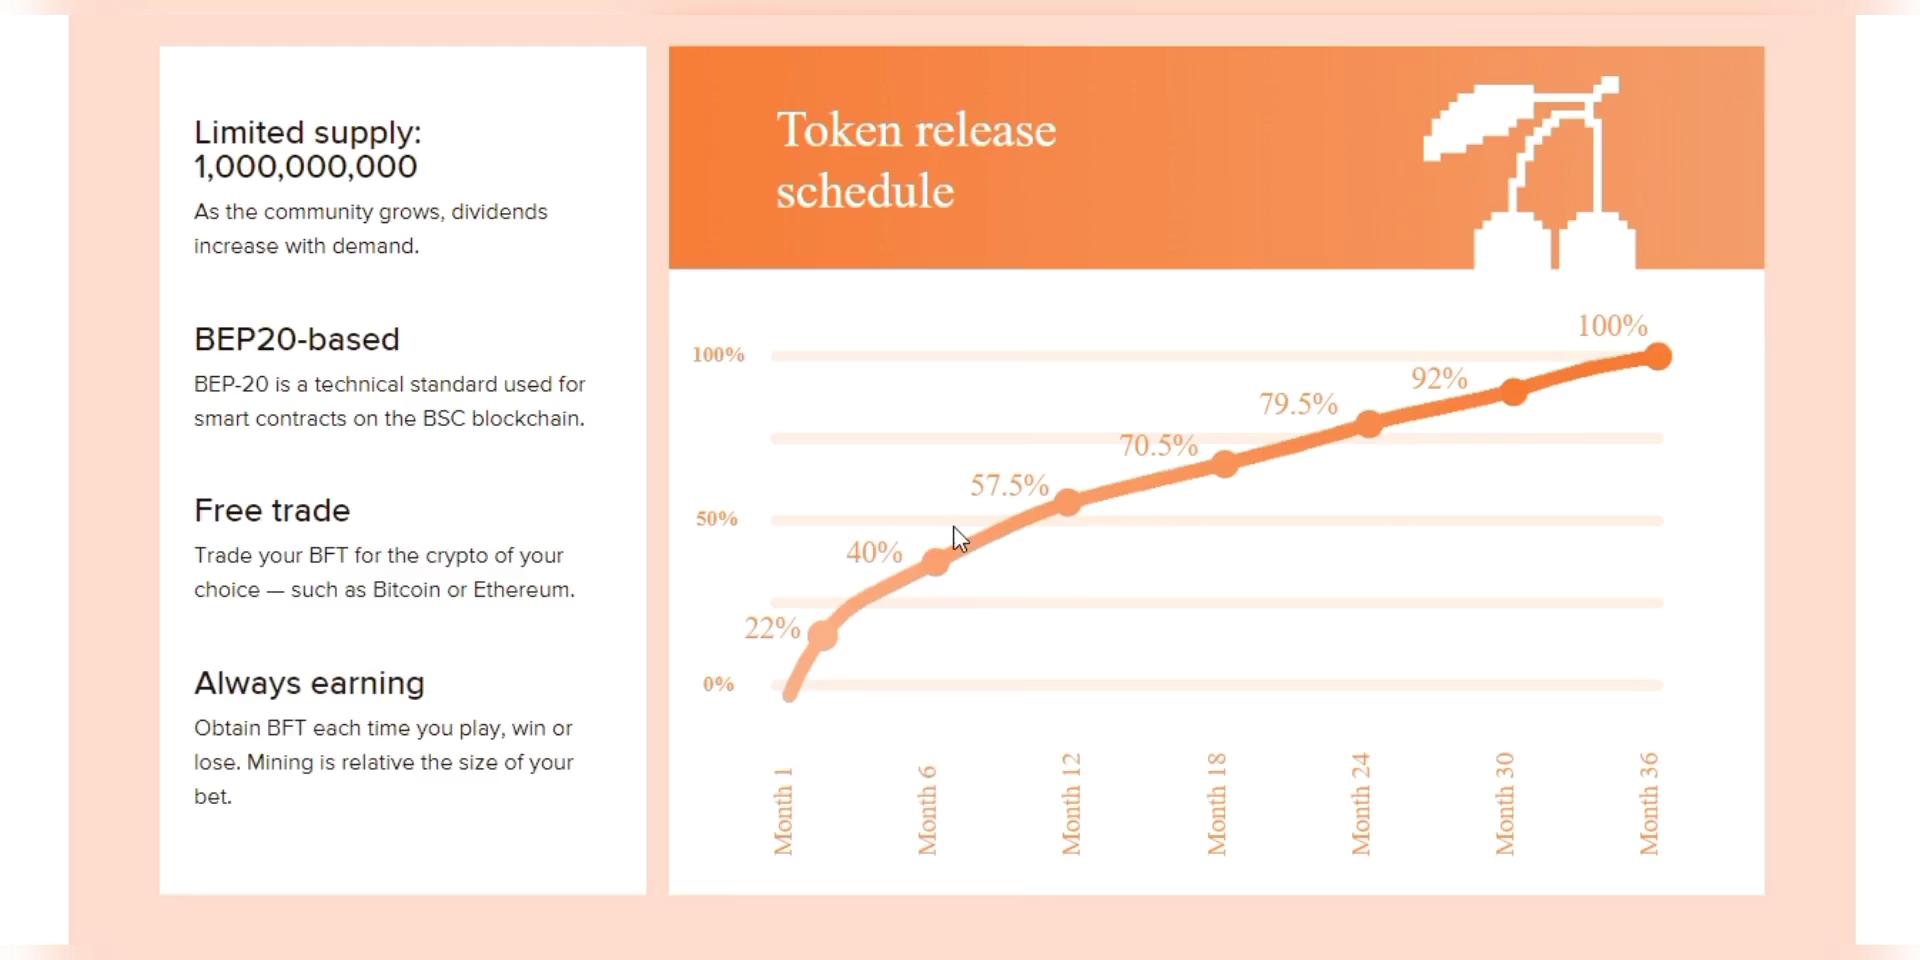 Limited supply:
1,000,000,000
As the community grows, dividends
increase with demand.
BEP20-based
BEP-20 is a technical standard used for
smart contracts on the BSC blockchain.
Free trade
Trade your BFT for the crypto of your
choice — such as Bitcoin or Ethereum.
Always earning
Obtain BFT each time you play, win or
lose. Mining is relative the size of your
bet.
Token release
schedule
100%
50%
0%
22%
40%
57.5%
70.5%
79.5%
92%
100%
Month 1
Month 6
Month 12
Month 18
Month 24
Month 30
Month 36